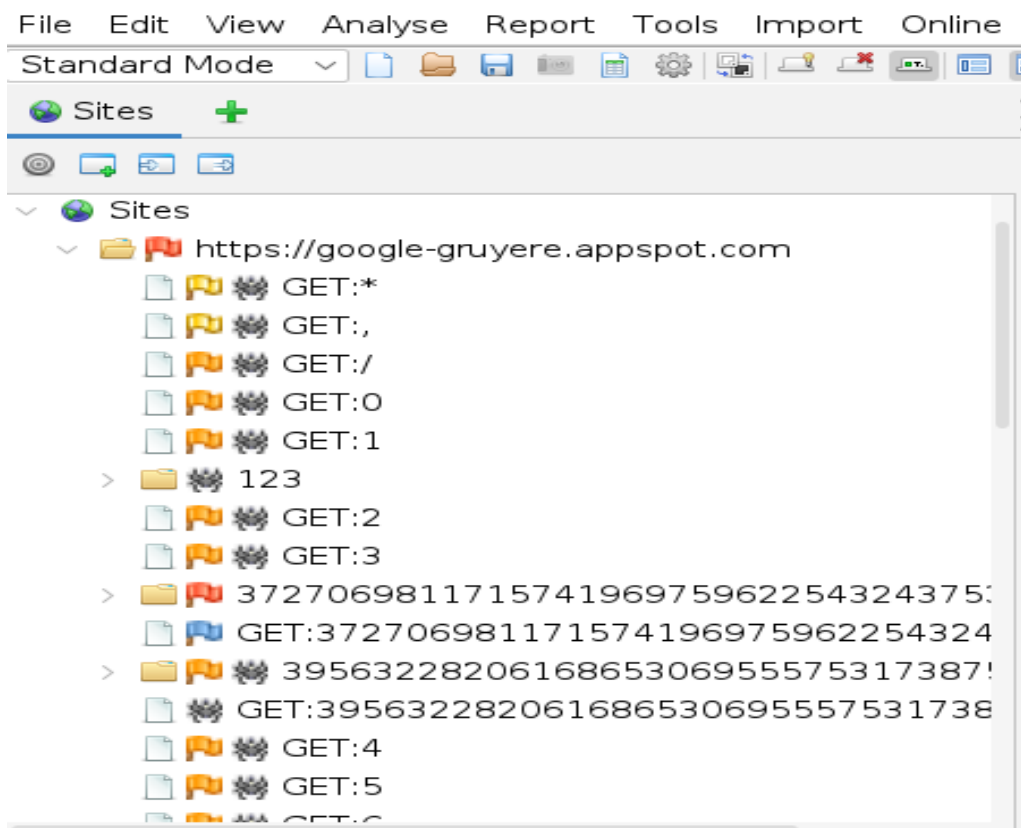 File Edit View Analyse Report Tools Import Online
Standard Mode
Sites
Sites
https://google-gruyere.appspot.com
GET:*
GET:,
GET:/
GET:0
GET:1
123
GET:2
GET:3
372706981171574196975962254324375
GET:372706981171574196975962254324
395632282061686530695557531738 7
GET:395632282061686530695557531738
GET:4
GET:5